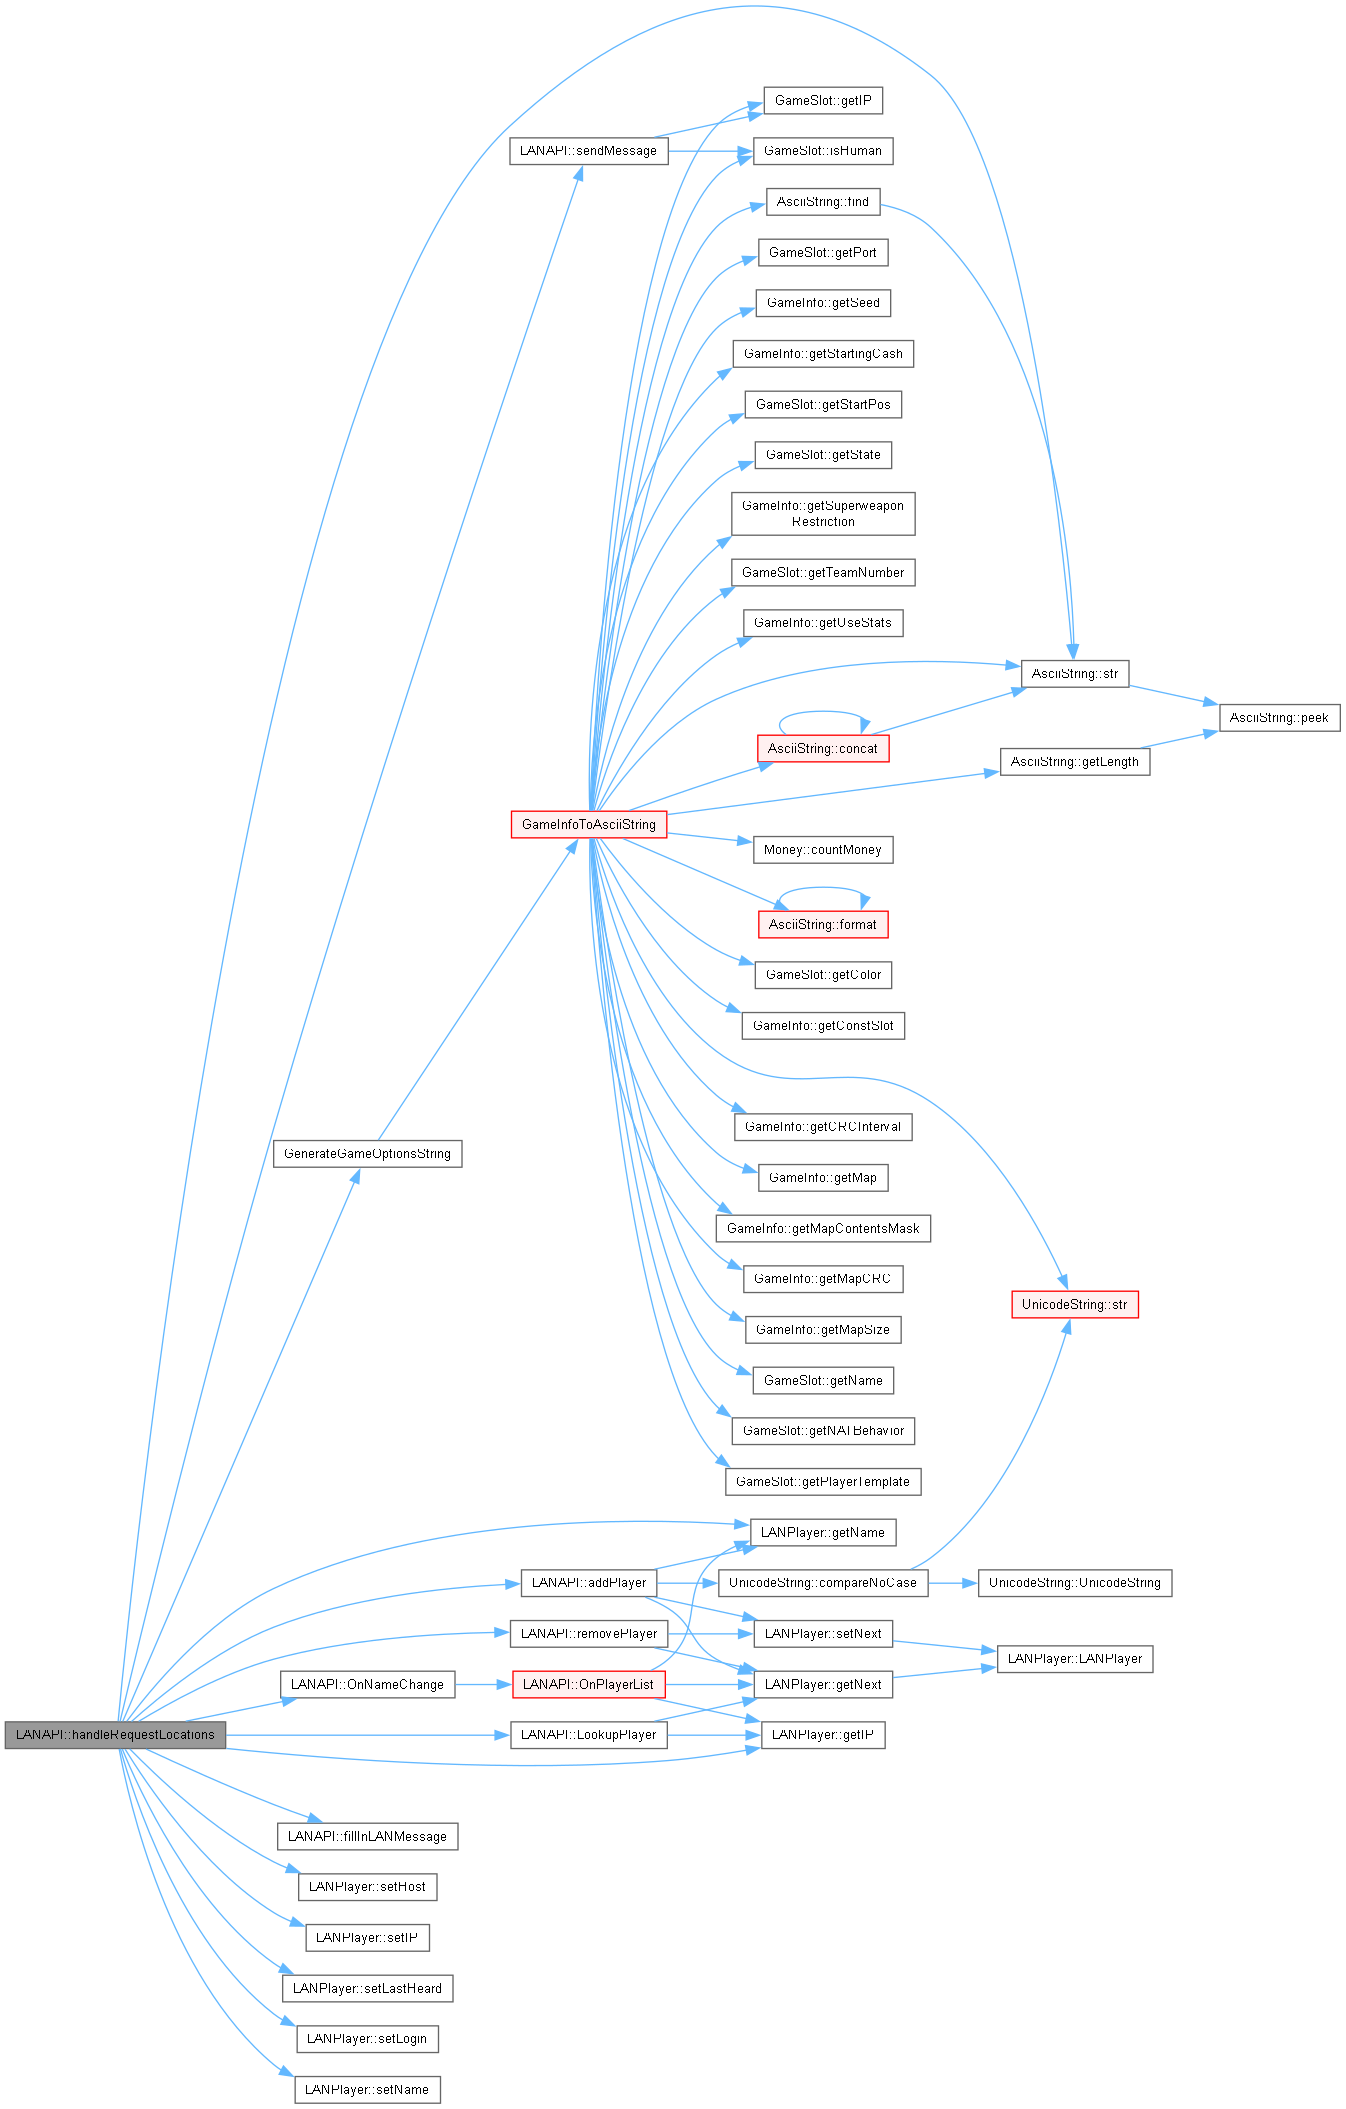 GameSlot::getIP
LANAPI::sendMessage
GameSlot::isHuman
AsciiString::find
GameSlot::getPort
GameInfo::getSeed
GameInfo::getStartingCash
GameSlot::getStartPos
GameSlot::getState
GameInfo::getSuperweapon
Restriction
GameSlot::getTeamNumber
GameInfo::getUseStats
AsciiString::str
AsciiString::peek
AsciiString::concat
AsciiString::getLength
GameInfoToAsciiString
Money::countMoney
AsciiString::format
GameSlot::getColor
GameInfo::getConstSlot
GameInfo::getCRCInterval
GenerateGameOptionsString
GameInfo::getMap
GameInfo::getMapContentsMask
GameInfo::getMapCRC
UnicodeString::str
GameInfo::getMapSize
GameSlot::getName
GameSlot::getNATBehavior
GameSlot::getPlayerTemplate
LANPlayer::getName
LANAPI::addPlayer
UnicodeString::compareNoCase
UnicodeString::UnicodeString
LANAPI::removePlayer
LANPlayer::setNext
LANPlayer::LANPlayer
LANAPI::OnNameChange
LANAPI::OnPlayerList
LANPlayer::getNext
LANAPI::handleRequestLocations
LANAPI::LookupPlayer
LANPlayer::getIP
LANAPI::fillInLANMessage
LANPlayer::setHost
LANPlayer::setIP
LANPlayer::setLastHeard
LANPlayer::setLogin
LANPlayer::setName